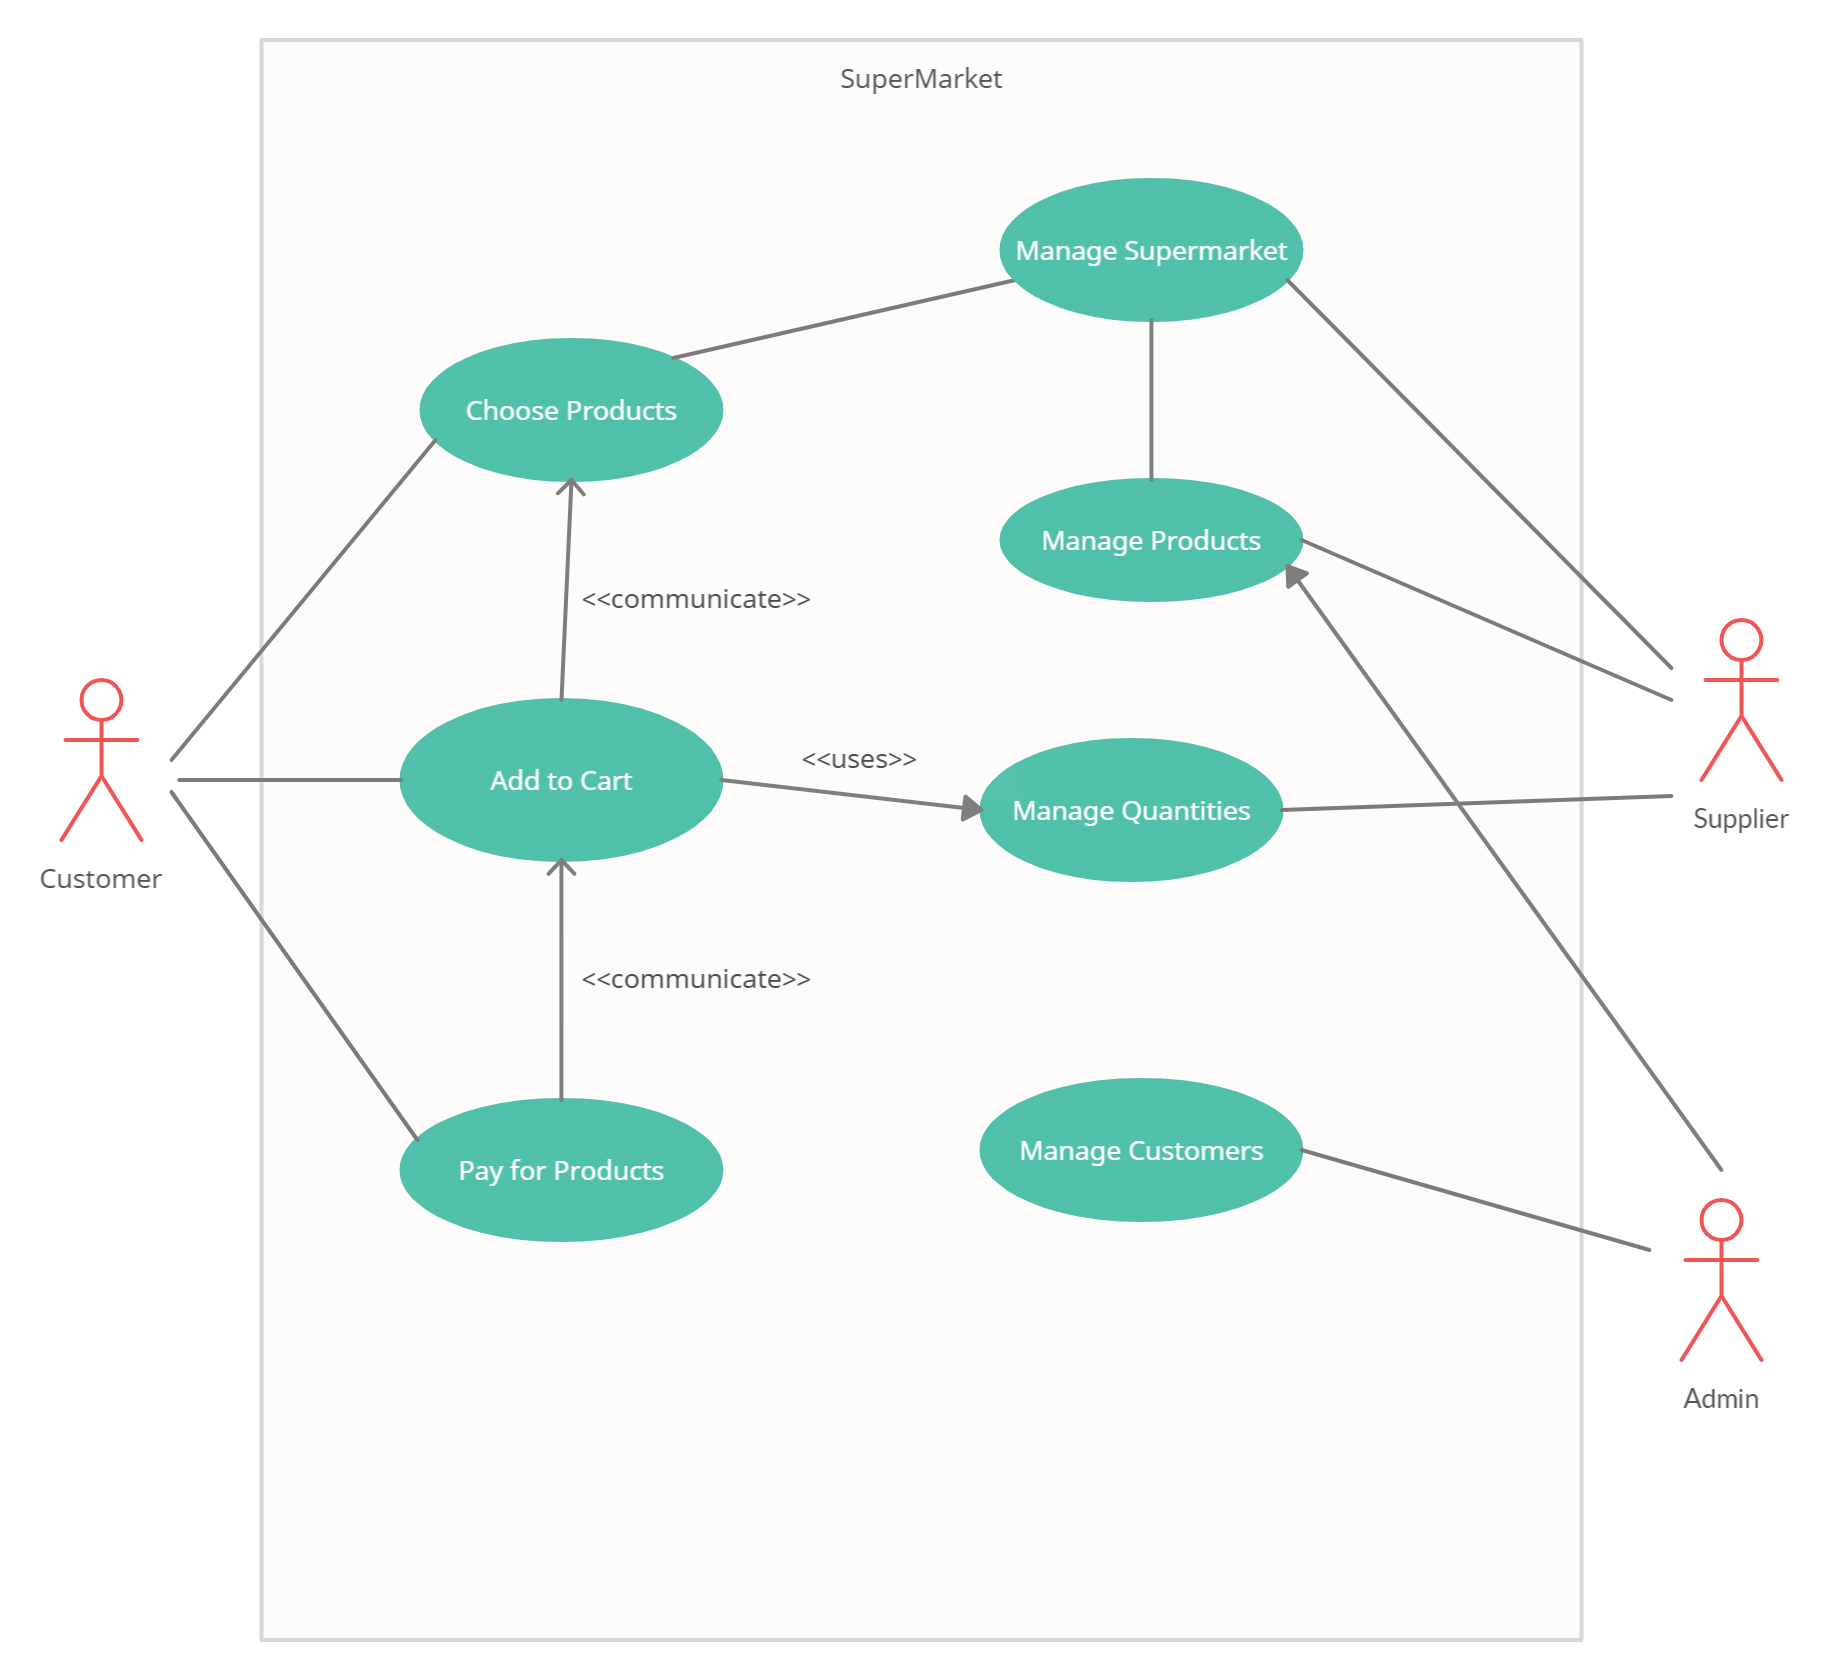 SuperMarket
Manage Supermarket
Choose Products
Manage Products
<<communicate>>
<<uses>>
Add to Cart
Manage Quantities
Supplier
Customer
<<communicate>>
Manage Customers
Pay for Products
Admin